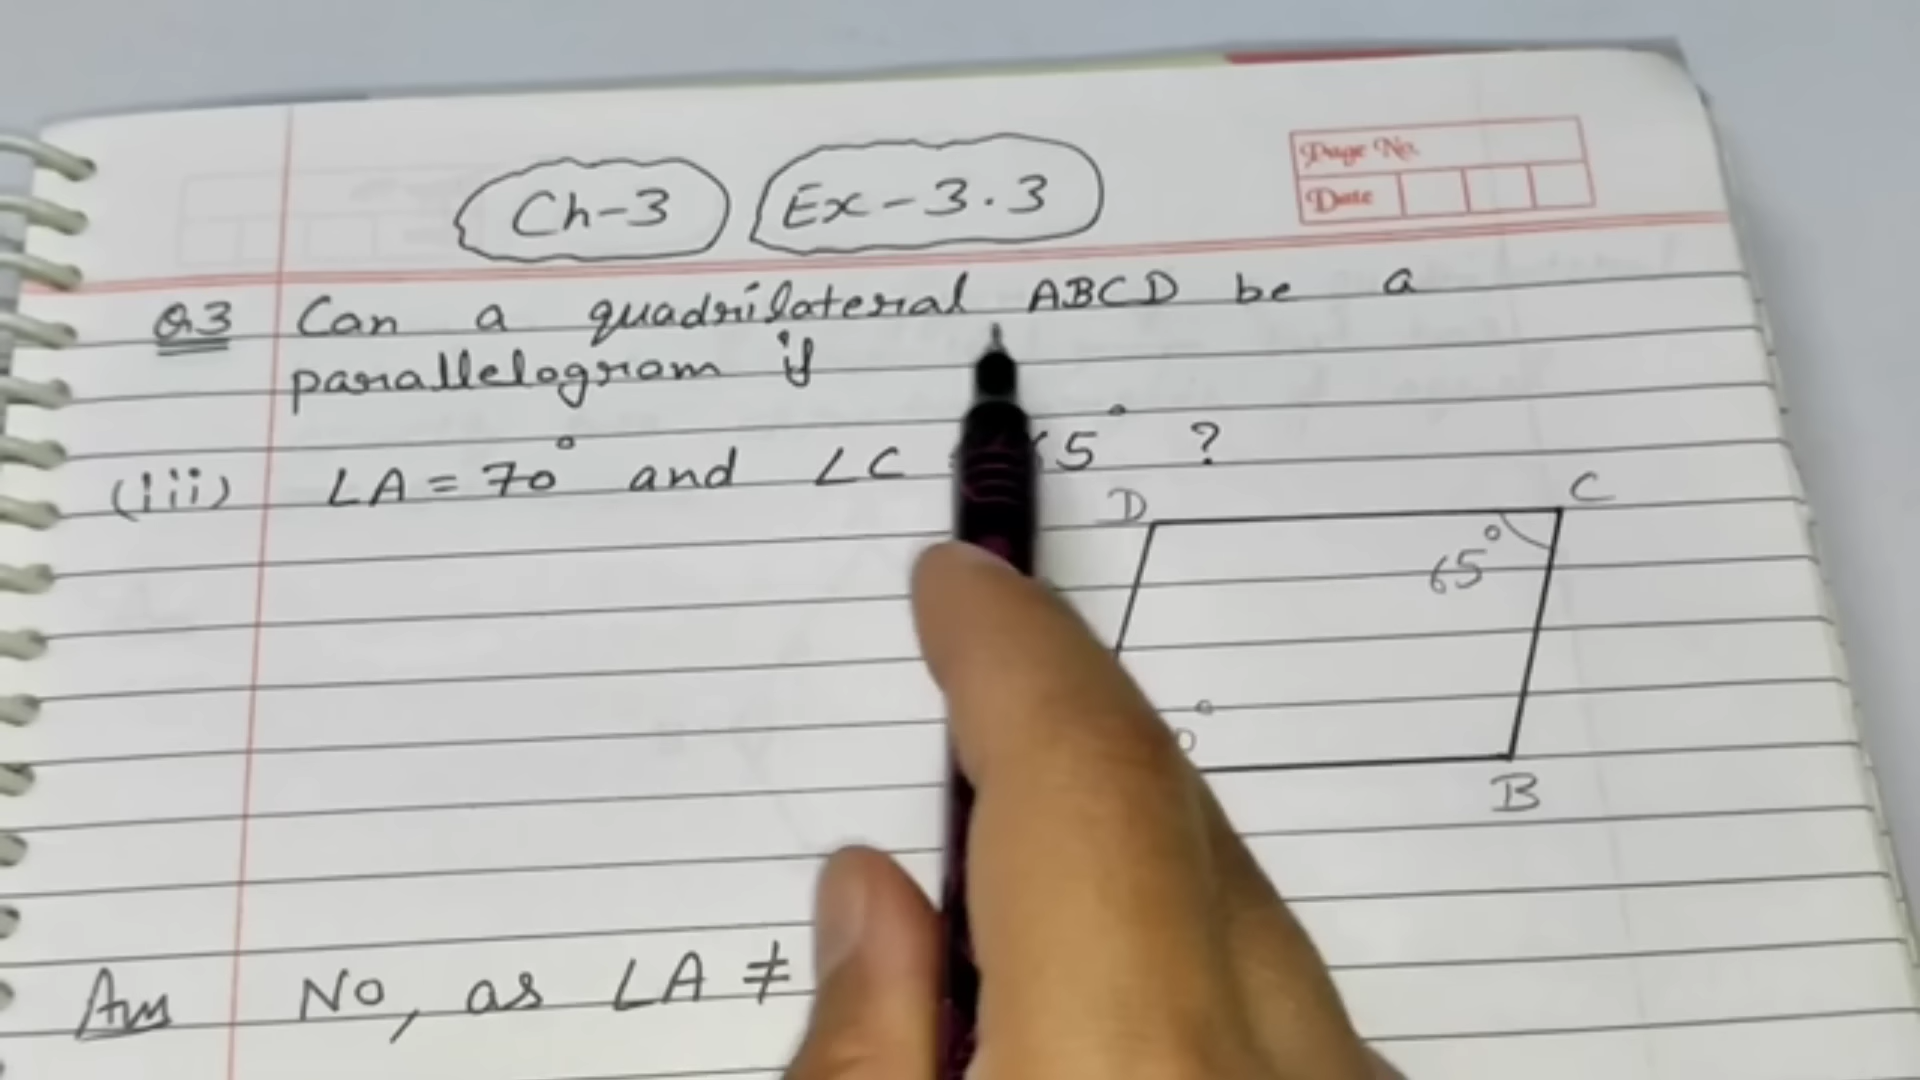 Ch-3 Ex-3.3
Page No.
Date
Q3 Can a quadrilateral ABCD be a
parallelogram if
(iii) ∠A = 70° and ∠C 65° ?
D C
65°
B
Ans No, as ∠A ≠